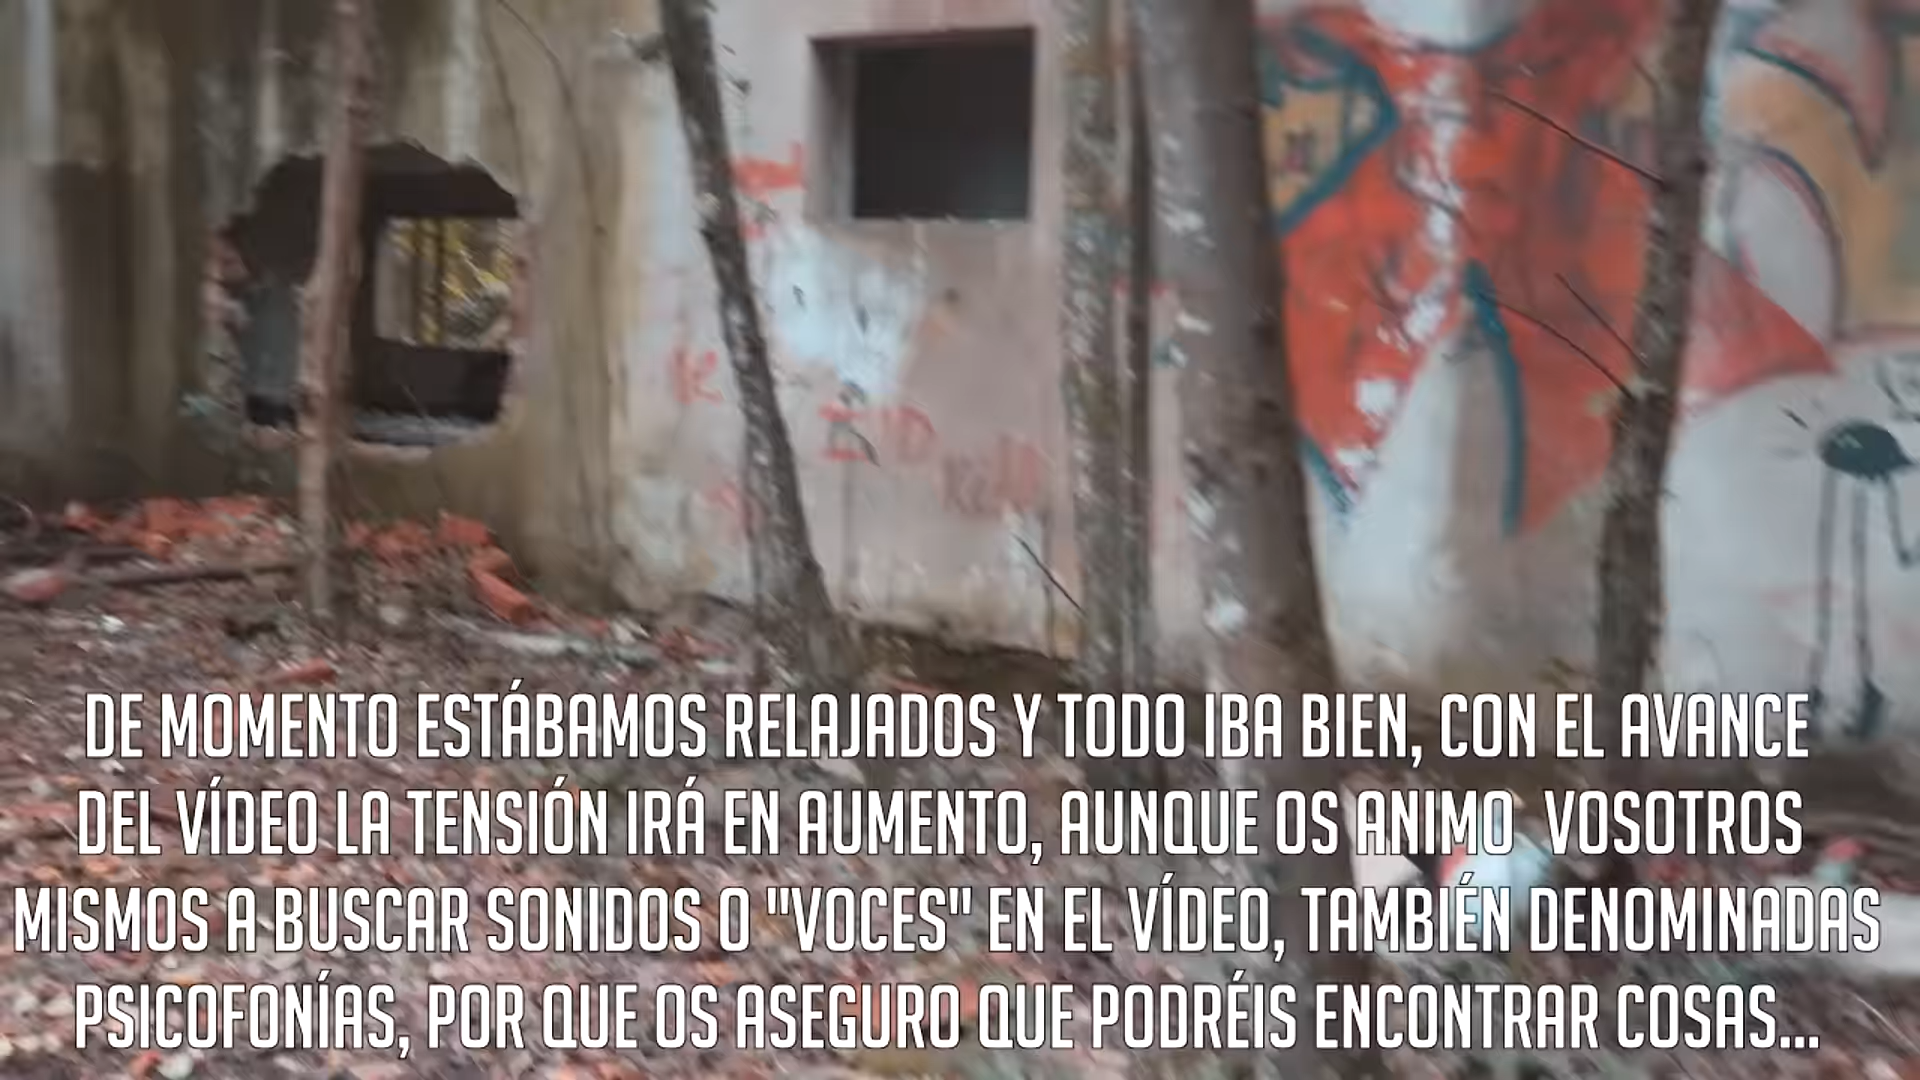 DE MOMENTO ESTÁBAMOS RELAJADOS Y TODO IBA BIEN, CON EL AVANCE
DEL VÍDEO LA TENSIÓN IRÁ EN AUMENTO, AUNQUE OS ANIMO  VOSOTROS
MISMOS A BUSCAR SONIDOS O "VOCES" EN EL VÍDEO, TAMBIÉN DENOMINADAS
PSICOFONÍAS, POR QUE OS ASEGURO QUE PODRÉIS ENCONTRAR COSAS...